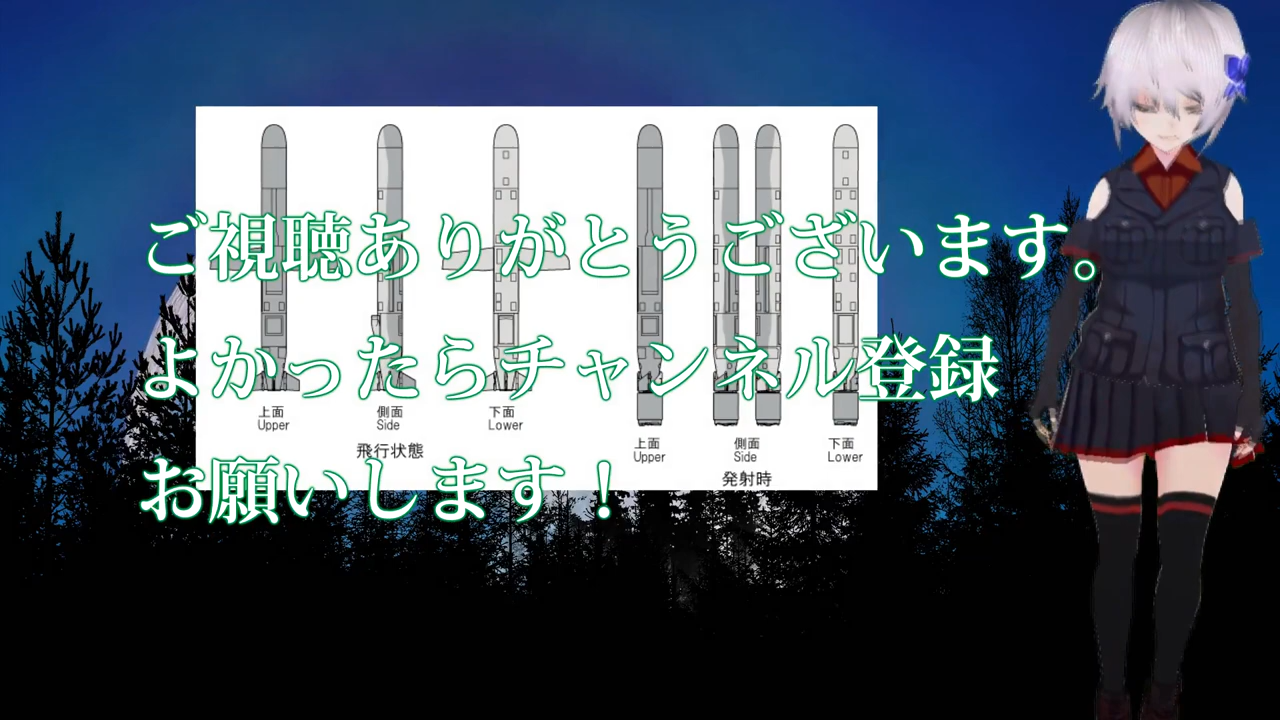 ご視聴ありがとうございます。
よかったらチャンネル登録
お願いします！
上面
Upper
側面
Side
下面
Lower
飛行状態
上面
Upper
側面
Side
下面
Lower
発射時